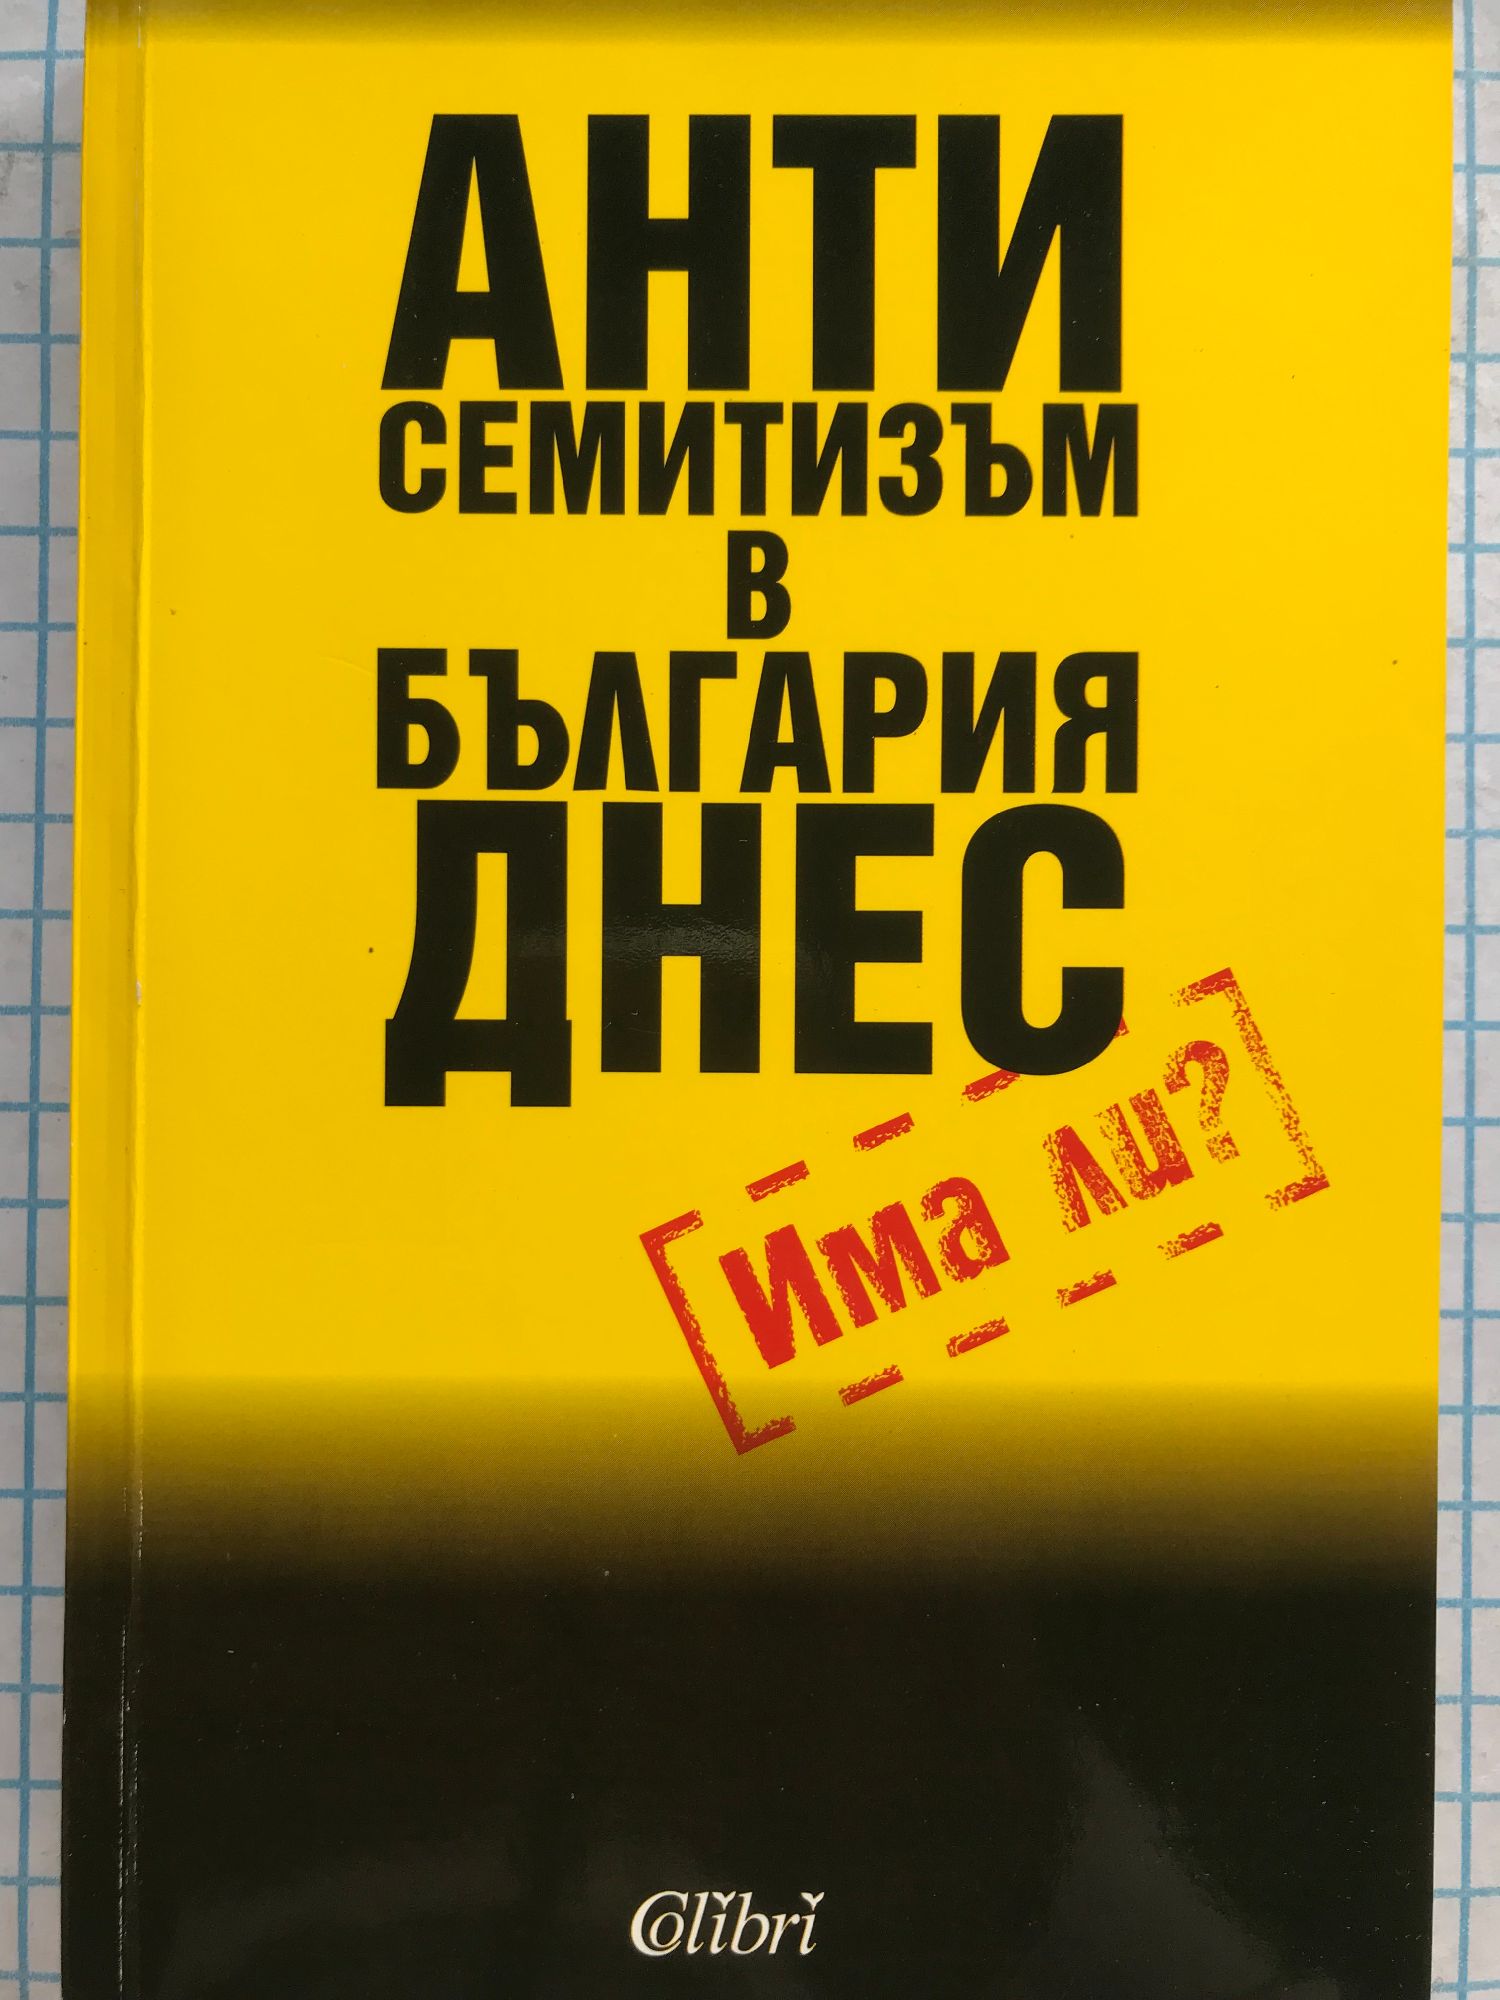 АНТИ
СЕМИТИЗЪМ
В
БЪЛГАРИЯ
ДНЕС
Има ли?
Colibri